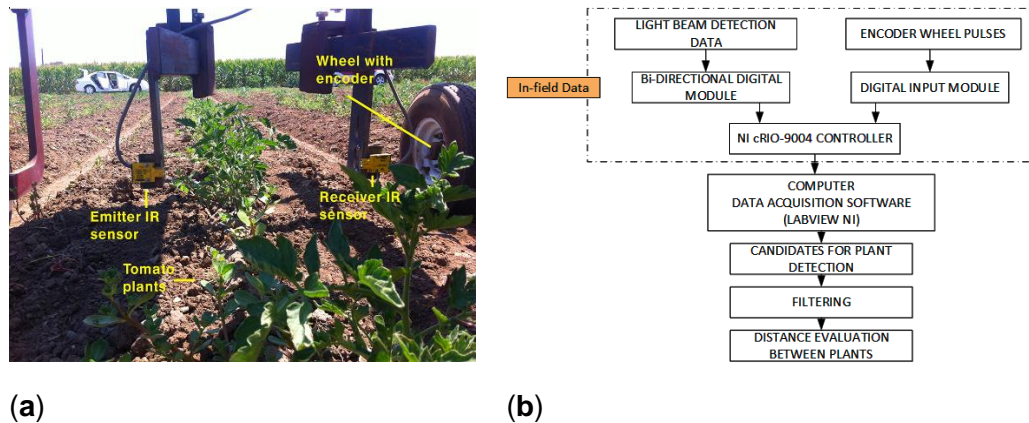 Wheel with
encoder
Emitter IR
sensor
Receiver IR
sensor
Tomato
plants
(a)
LIGHT BEAM DETECTION
DATA
ENCODER WHEEL PULSES
In-field Data
Bi-DIRECTIONAL DIGITAL
MODULE
DIGITAL INPUT MODULE
NI cRIO-9004 CONTROLLER
COMPUTER
DATA ACQUISITION SOFTWARE
(LABVIEW NI)
CANDIDATES FOR PLANT
DETECTION
FILTERING
DISTANCE EVALUATION
BETWEEN PLANTS
(b)